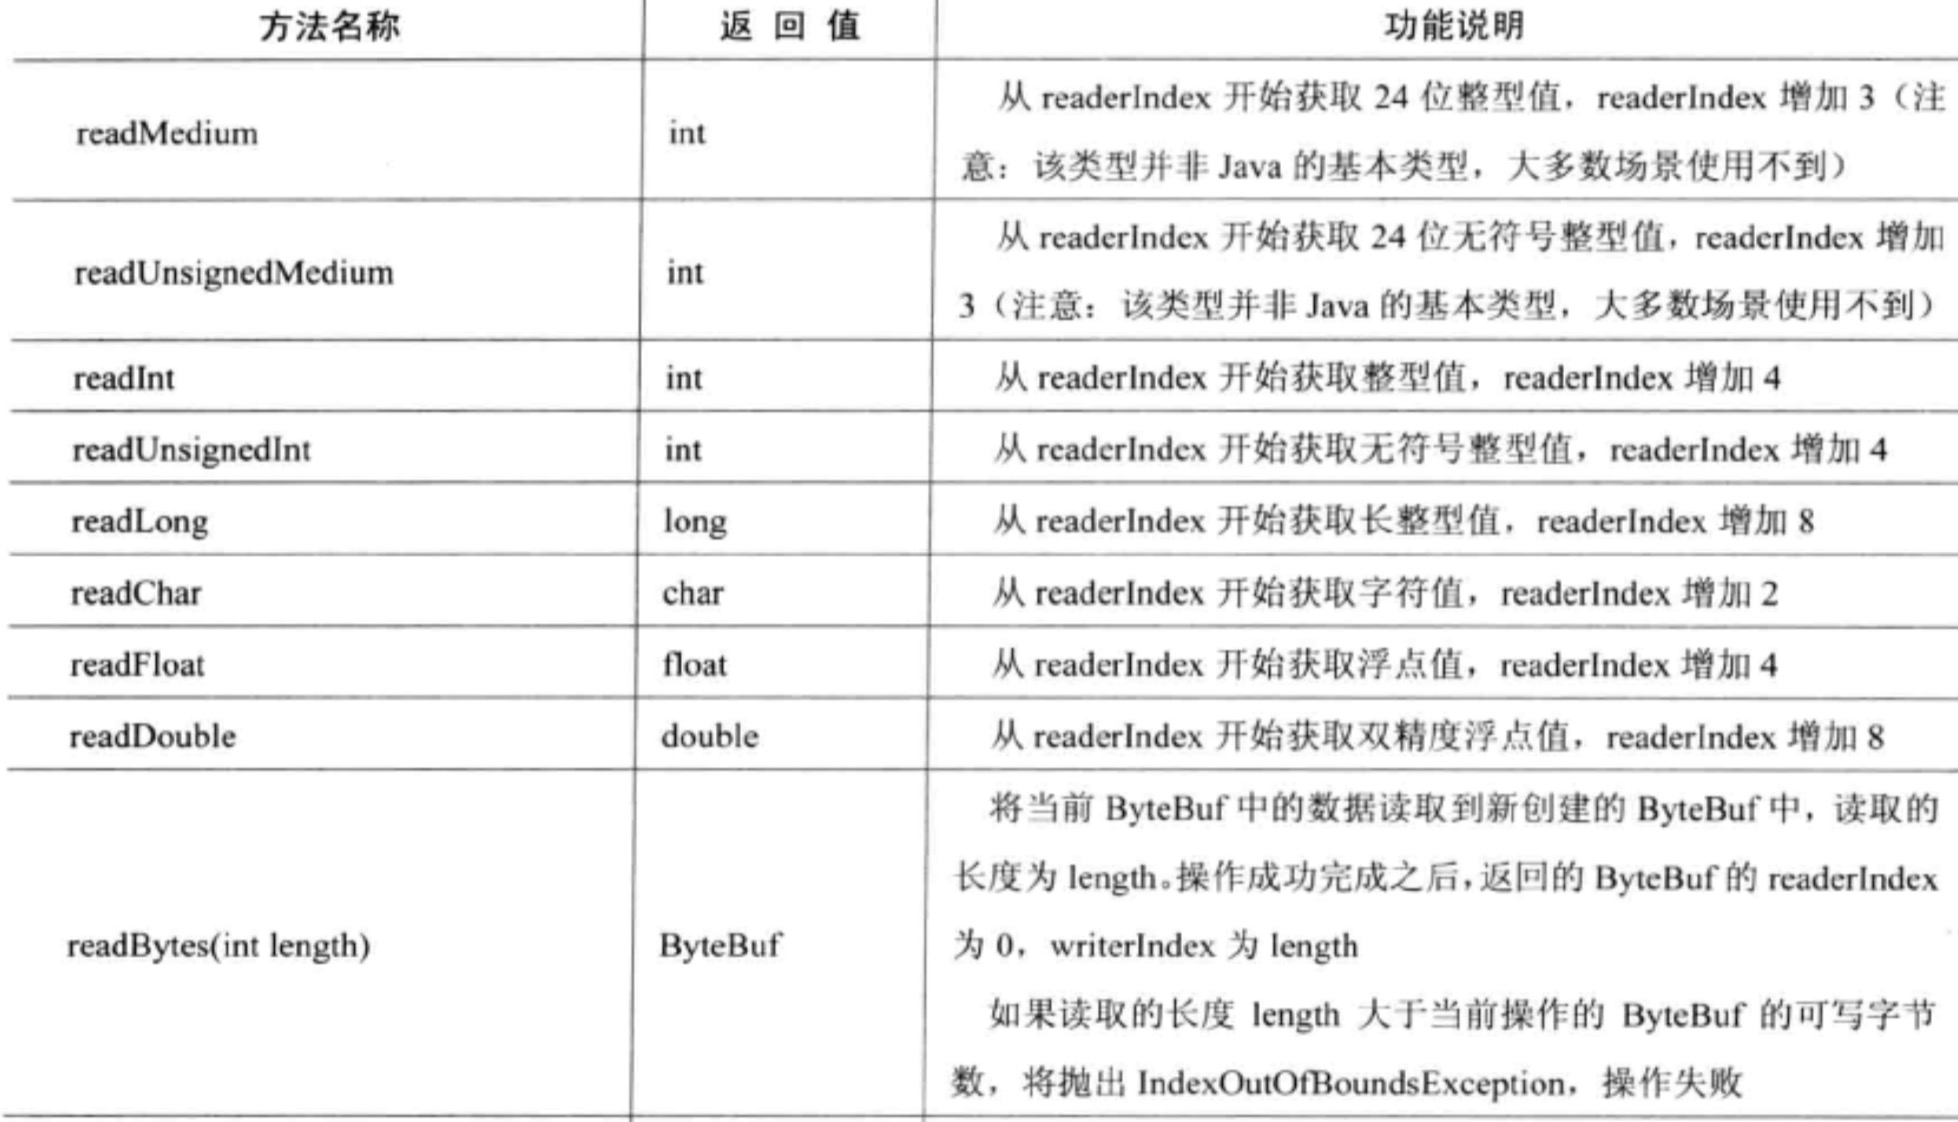 方法名称 返回值 功能说明
readMedium int 从 readerIndex 开始获取 24 位整型值，readerIndex 增加 3（注
意：该类型并非 Java 的基本类型，大多数场景使用不到）
readUnsignedMedium int 从 readerIndex 开始获取 24 位无符号整型值，readerIndex 增加
3（注意：该类型并非 Java 的基本类型，大多数场景使用不到）
readInt int 从 readerIndex 开始获取整型值，readerIndex 增加 4
readUnsignedInt int 从 readerIndex 开始获取无符号整型值，readerIndex 增加 4
readLong long 从 readerIndex 开始获取长整型值，readerIndex 增加 8
readChar char 从 readerIndex 开始获取字符值，readerIndex 增加 2
readFloat float 从 readerIndex 开始获取浮点值，readerIndex 增加 4
readDouble double 从 readerIndex 开始获取双精度浮点值，readerIndex 增加 8
将当前 ByteBuf 中的数据读取到新创建的 ByteBuf 中，读取的
长度为 length。操作成功完成之后，返回的 ByteBuf 的 readerIndex
readBytes(int length) ByteBuf 为 0，writerIndex 为 length
如果读取的长度 length 大于当前操作的 ByteBuf 的可写字节
数，将抛出 IndexOutOfBoundsException，操作失败